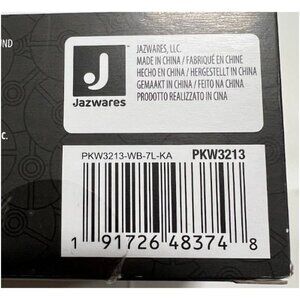 UND
C.
J
Jazwares
JAZWARES, LLC.
MADE IN CHINA / FABRIQUÉ EN CHINE
HECHO EN CHINA / HERGESTELLT IN CHINA
GEMAAKT IN CHINA / FEITO NA CHINA
PRODOTTO REALIZZATO IN CINA
PKW3213-WB-7L-KA PKW3213
1 91726 48374 8